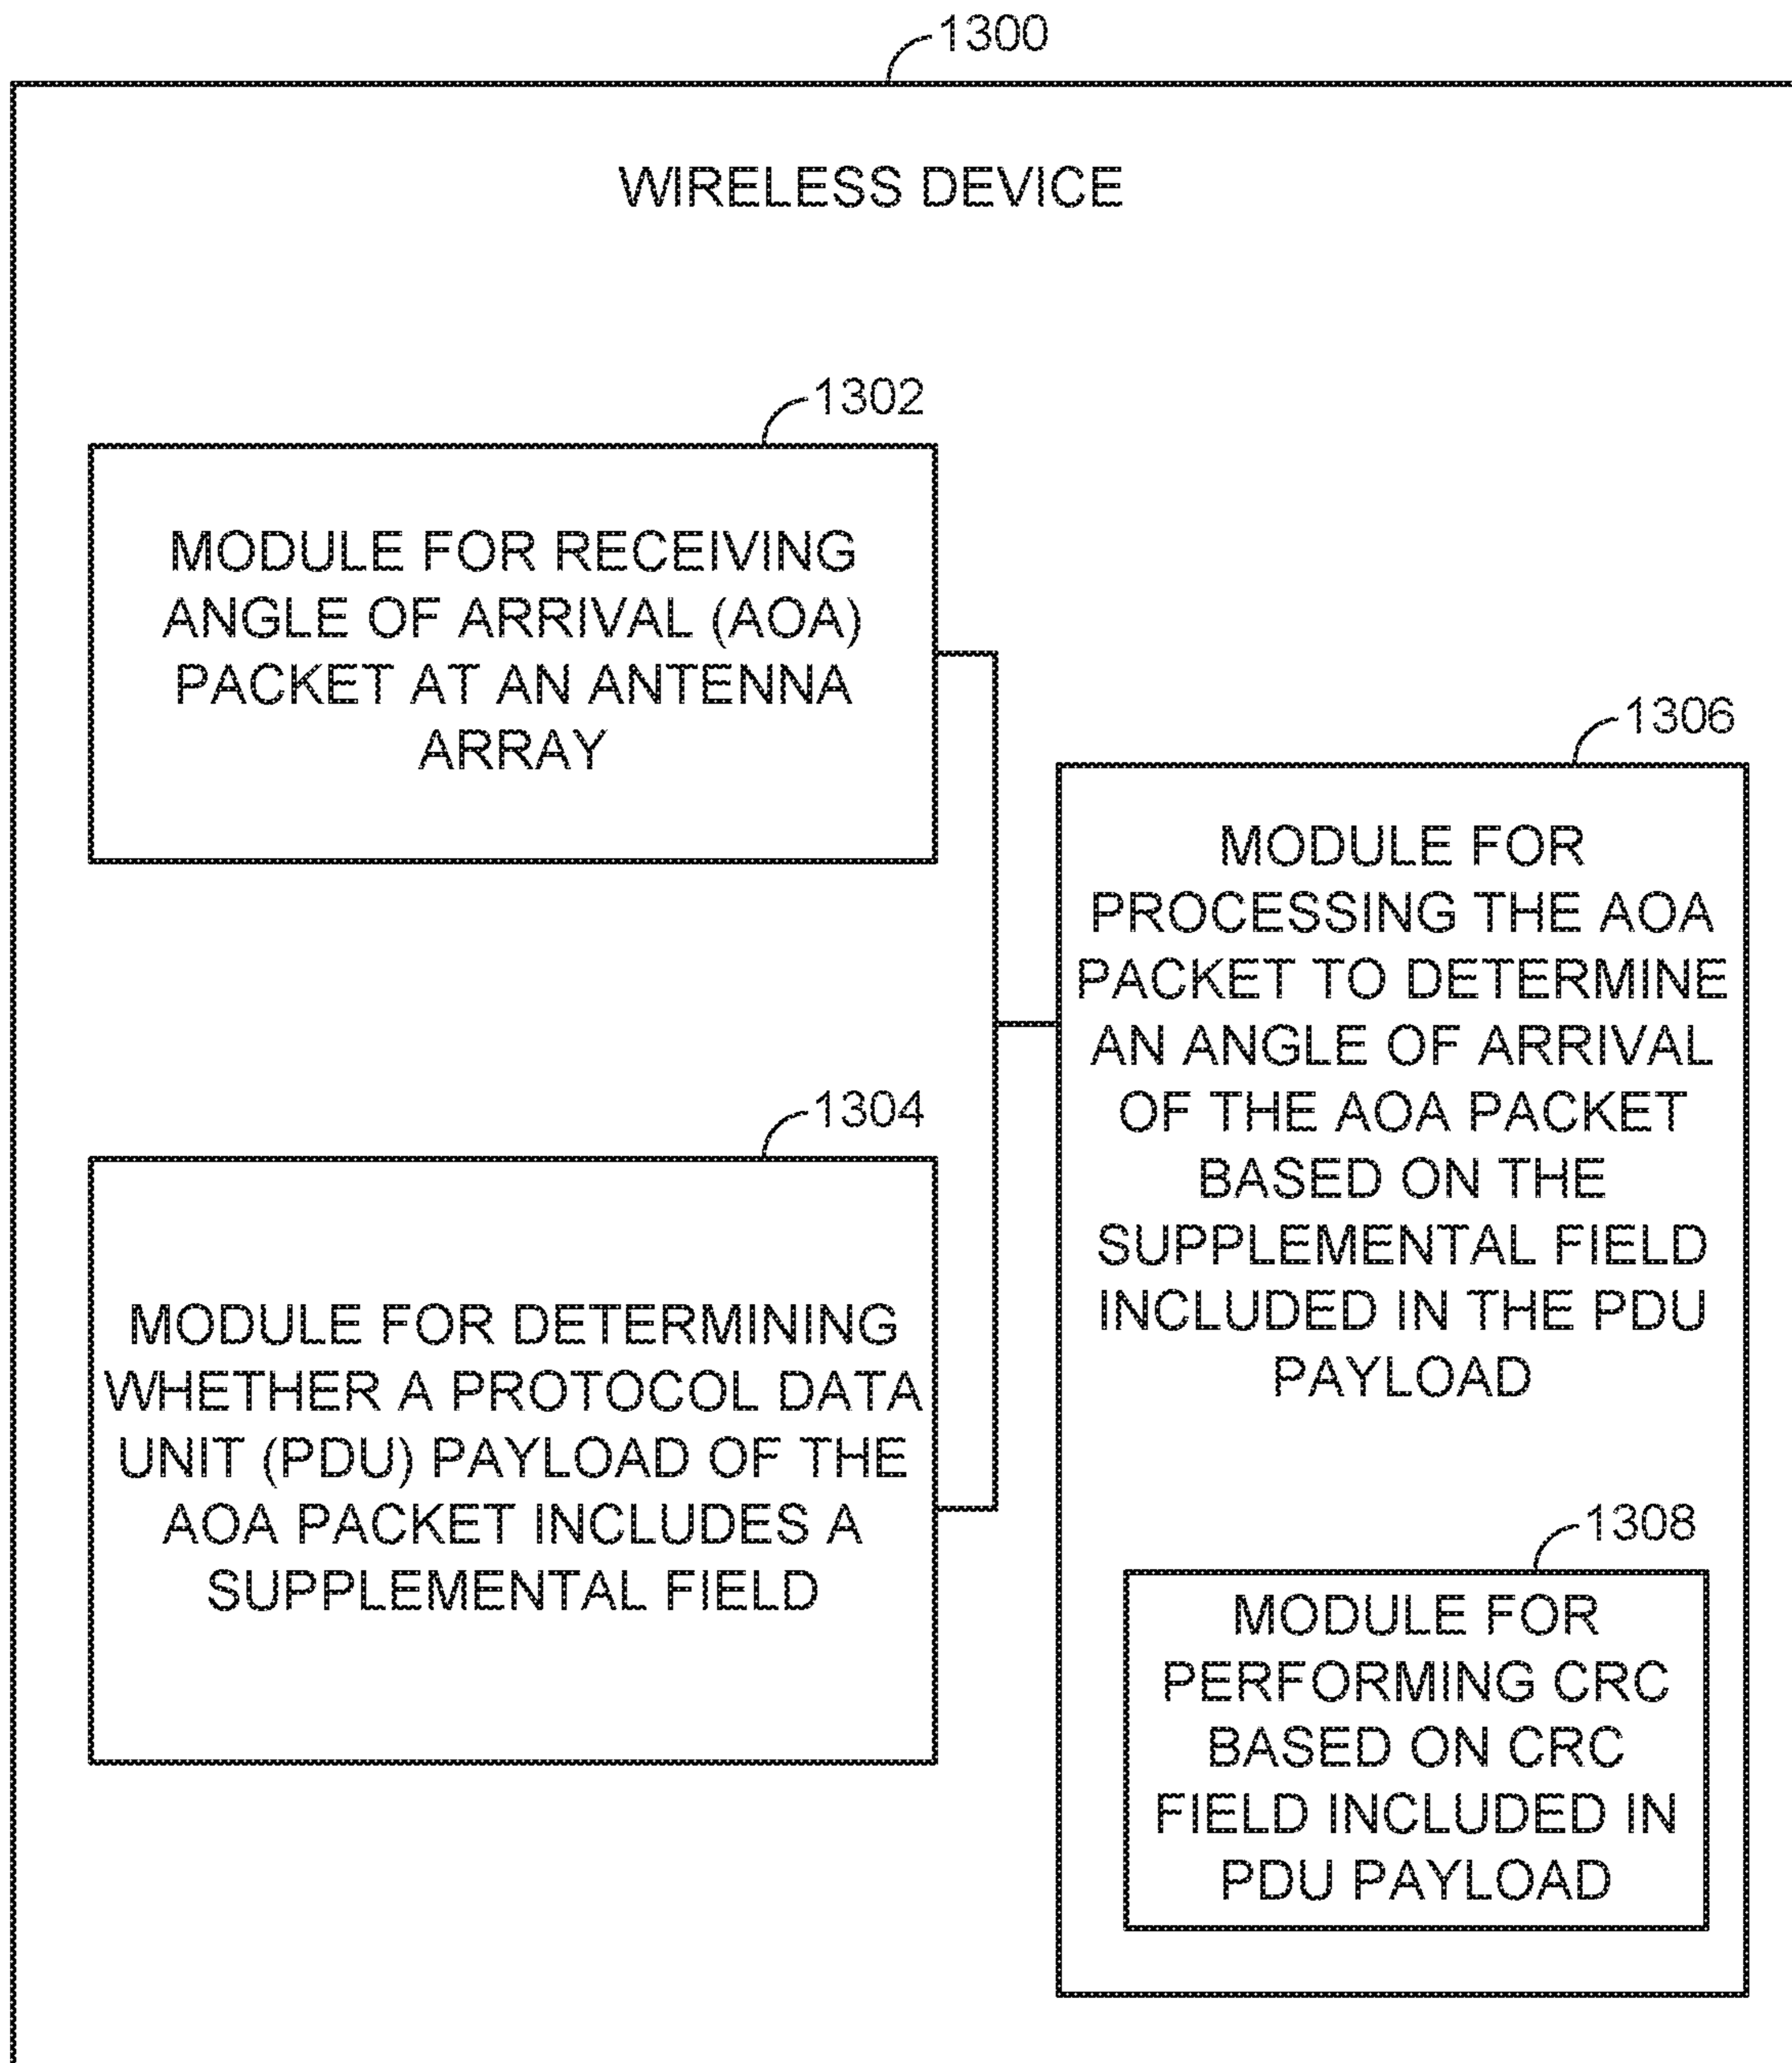 1300
WIRELESS DEVICE
1302
MODULE FOR RECEIVING
ANGLE OF ARRIVAL (AOA)
PACKET AT AN ANTENNA
ARRAY
1304
MODULE FOR DETERMINING
WHETHER A PROTOCOL DATA
UNIT (PDU) PAYLOAD OF THE
AOA PACKET INCLUDES A
SUPPLEMENTAL FIELD
1306
MODULE FOR
PROCESSING THE AOA
PACKET TO DETERMINE
AN ANGLE OF ARRIVAL
OF THE AOA PACKET
BASED ON THE
SUPPLEMENTAL FIELD
INCLUDED IN THE PDU
PAYLOAD
1308
MODULE FOR
PERFORMING CRC
BASED ON CRC
FIELD INCLUDED IN
PDU PAYLOAD